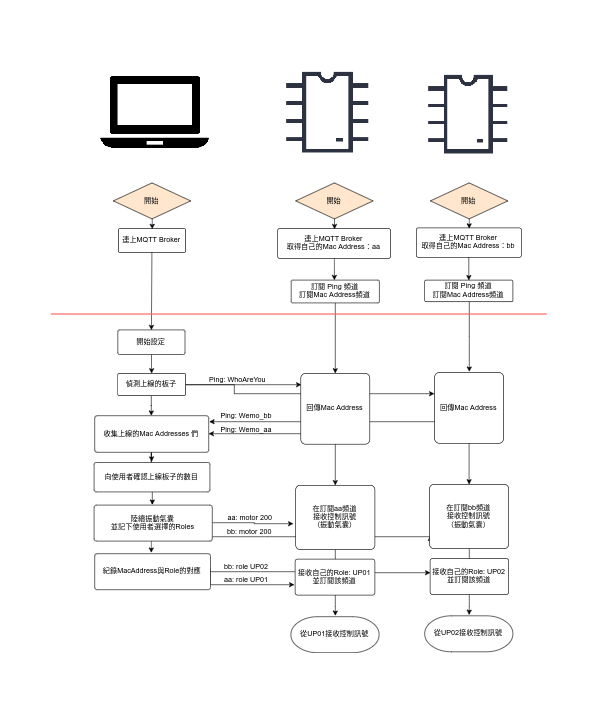 開始
開始
開始
連上MQTT Broker
連上MQTT Broker
取得自己的Mac Address：aa
連上MQTT Broker
取得自己的Mac Address：bb
訂閱 Ping 頻道
訂閱Mac Address頻道
訂閱 Ping 頻道
訂閱Mac Address頻道
開始設定
偵測上線的板子
Ping: WhoAreYou
回傳Mac Address
回傳Mac Address
收集上線的Mac Addresses 們
Ping: Wemo_bb
Ping: Wemo_aa
向使用者確認上線板子的數目
陸續振動氣囊
並記下使用者選擇的Roles
aa: motor 200
bb: motor 200
在訂閱aa頻道
接收控制訊號
（振動氣囊）
在訂閱bb頻道
接收控制訊號
（振動氣囊）
紀錄MacAddress與Role的對應
bb: role UP02
aa: role UP01
接收自己的Role: UP01
並訂閱該頻道
接收自己的Role: UP02
並訂閱該頻道
從UP01接收控制訊號
從UP02接收控制訊號